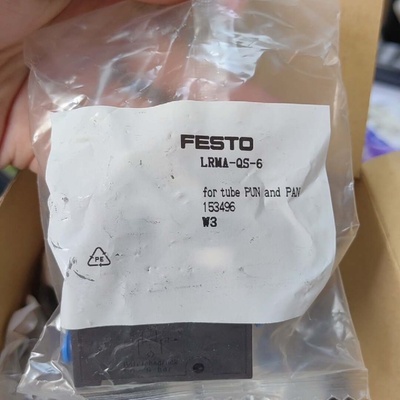 FESTO
LRMA-QS-6
for tube PUN and PAN
153496
W3
PE